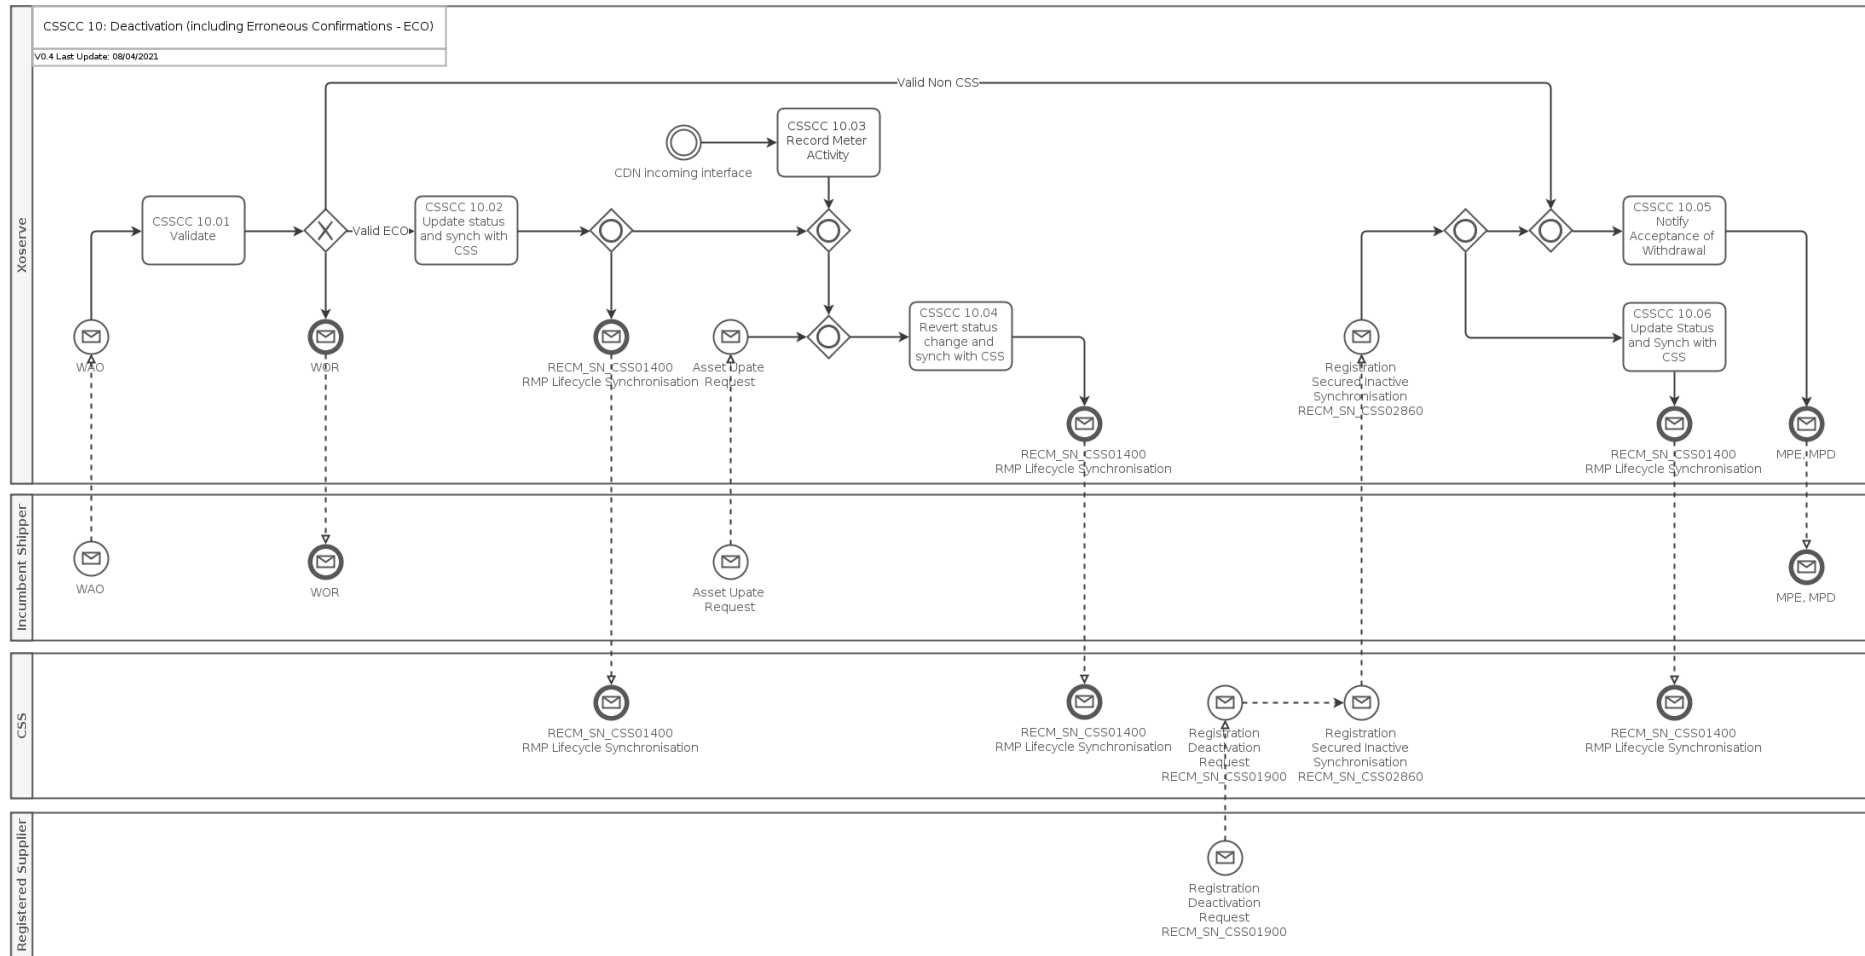 CSSCC 10: Deactivation (including Erroneous Confirmations - ECO)
V0.4 Last Update: 08/04/2021
Xoserve
Valid Non CSS
CSSCC 10.03
Record Meter
ACtivity
CDN incoming interface
CSSCC 10.01
Validate
Valid ECO
CSSCC 10.02
Update status
and synch with
CSS
CSSCC 10.05
Notify
Acceptance of
Withdrawal
CSSCC 10.04
Revert status
change and
synch with CSS
CSSCC 10.06
Update Status
and Synch with
CSS
WAO
WOR
RECM_SN_CSS01400
RMP Lifecycle Synchronisation
Asset Upate
Request
Registration
Secured Inactive
Synchronisation
RECM_SN_CSS02860
RECM_SN_CSS01400
RMP Lifecycle Synchronisation
RECM_SN_CSS01400
RMP Lifecycle Synchronisation
MPE, MPD
Incumbent Shipper
WAO
WOR
Asset Upate
Request
MPE, MPD
CSS
RECM_SN_CSS01400
RMP Lifecycle Synchronisation
RECM_SN_CSS01400
RMP Lifecycle Synchronisation
Registration
Deactivation
Request
RECM_SN_CSS01900
Registration
Secured Inactive
Synchronisation
RECM_SN_CSS02860
RECM_SN_CSS01400
RMP Lifecycle Synchronisation
Registered Supplier
Registration
Deactivation
Request
RECM_SN_CSS01900